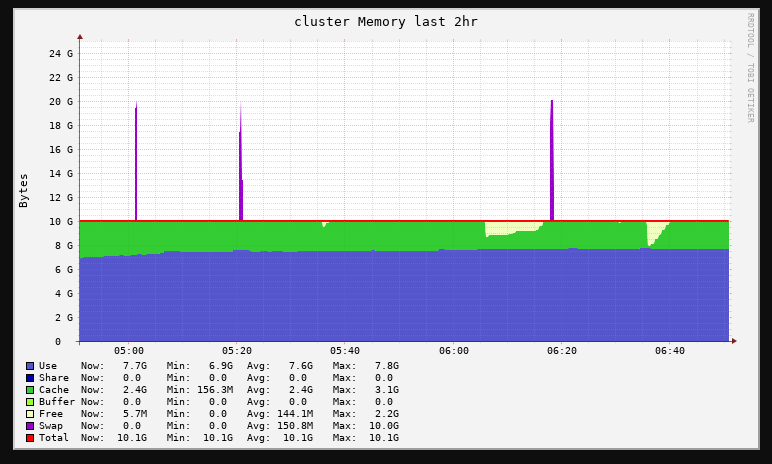 cluster Memory last 2hr
RRDTOOL / TOBI OETIKER
Bytes
24 G
22 G
20 G
18 G
16 G
14 G
12 G
10 G
8 G
6 G
4 G
2 G
0
05:00 05:20 05:40 06:00 06:20 06:40
Use Now: 7.7G Min: 6.9G Avg: 7.6G Max: 7.8G
Share Now: 0.0 Min: 0.0 Avg: 0.0 Max: 0.0
Cache Now: 2.4G Min: 156.3M Avg: 2.4G Max: 3.1G
Buffer Now: 0.0 Min: 0.0 Avg: 0.0 Max: 0.0
Free Now: 5.7M Min: 0.0 Avg: 144.1M Max: 2.2G
Swap Now: 0.0 Min: 0.0 Avg: 150.8M Max: 10.0G
Total Now: 10.1G Min: 10.1G Avg: 10.1G Max: 10.1G